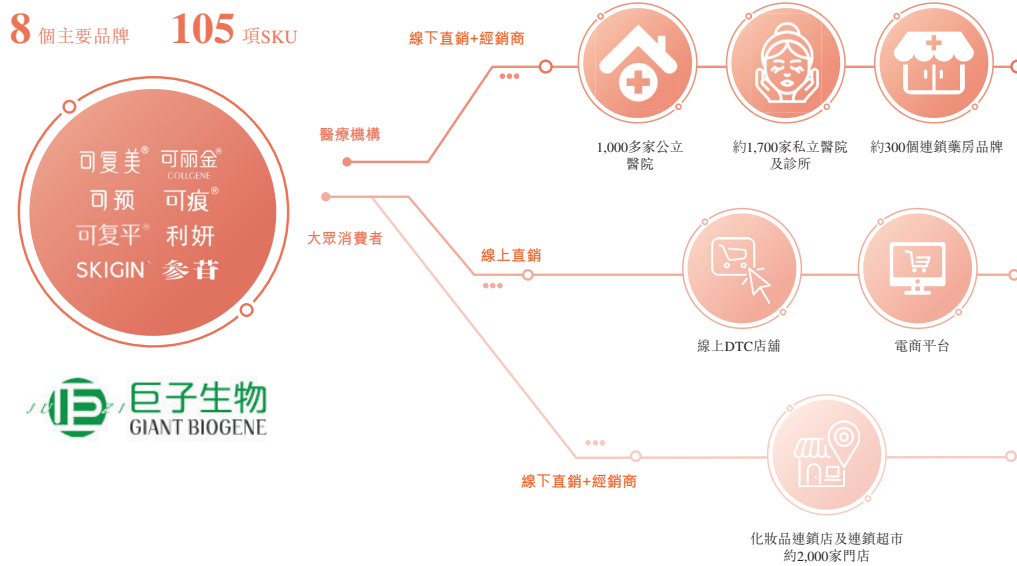 8 個主要品牌 105 項SKU
可复美® 可丽金®
COLLGENE
可预 可痕®
可复平® 利妍
SKIGIN 参苷
巨子生物
GIANT BIOGENE
醫療機構
線下直銷+經銷商
1,000多家公立
醫院
約1,700家私立醫院
及診所
約300個連鎖藥房品牌
大眾消費者
線上直銷
線上DTC店舖
電商平台
線下直銷+經銷商
化妝品連鎖店及連鎖超市
約2,000家門店